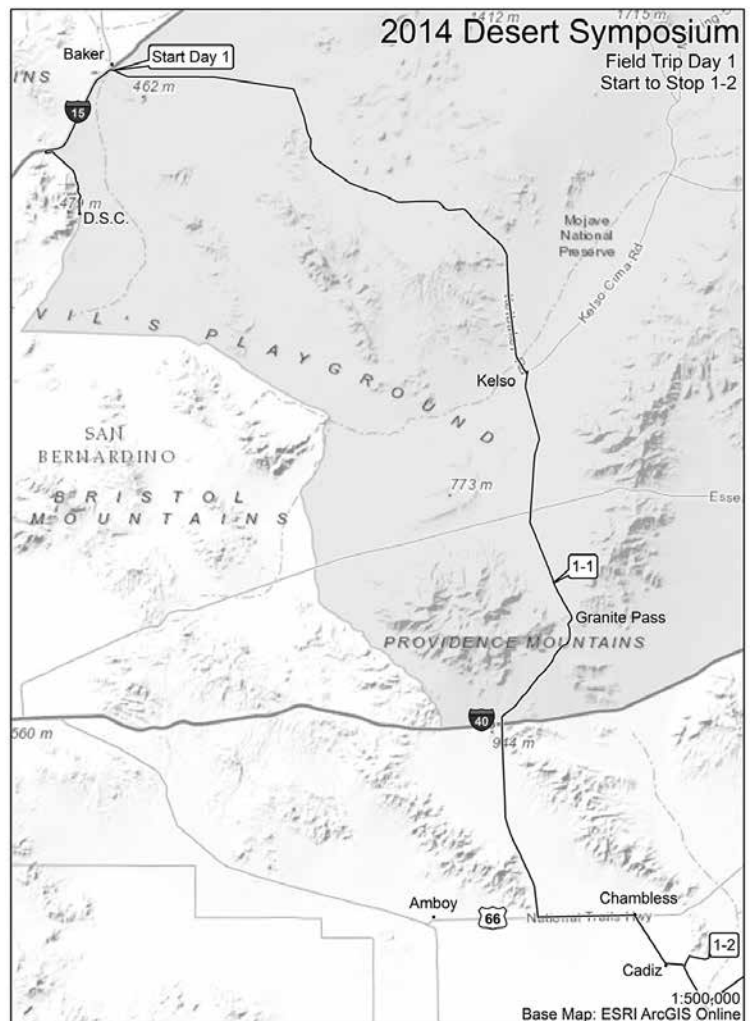 1412 m
1715 m
2014 Desert Symposium
Field Trip Day 1
Start to Stop 1-2
Baker
Start Day 1
INS
462 m
15
479 m
D.S.C.
Mojave
National
Preserve
Kelso Cima Rd
VIL'S PLAYGROUND
Kelso
SAN
BERNARDINO
BRISTOL
MOUNTAINS
773 m
Esse
1-1
Granite Pass
PROVIDENCE MOUNTAINS
40
560 m
944 m
Amboy
66
National Trails Hwy
Chambless
1-2
Cadiz
1:500,000
Base Map: ESRI ArcGIS Online